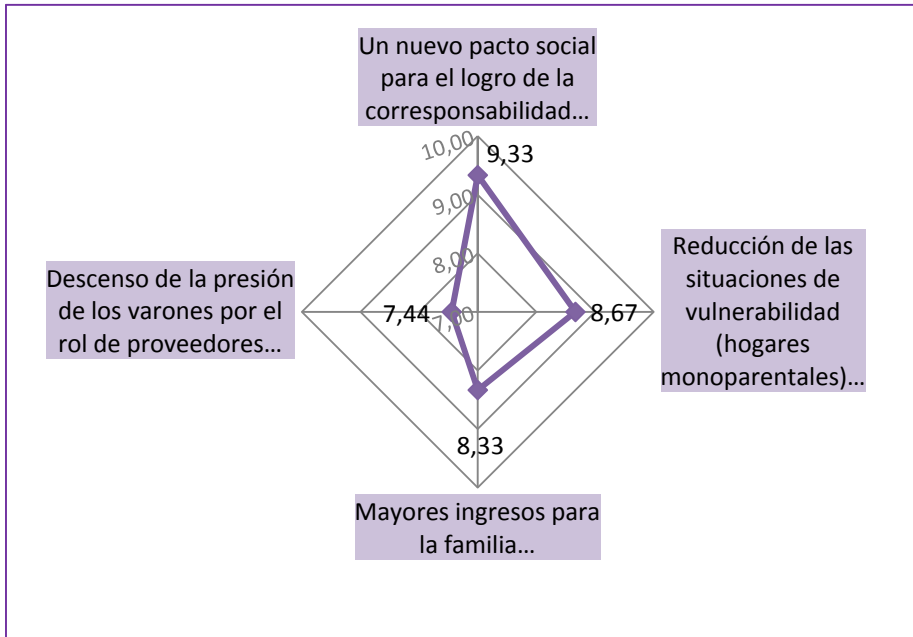 Un nuevo pacto social
para el logro de la
corresponsabilidad...
10,00
9,33
9,00
8,00
7,00
7,44
8,67
8,33
Descenso de la presión
de los varones por el
rol de proveedores...
Reducción de las
situaciones de
vulnerabilidad
(hogares
monoparentales)...
Mayores ingresos para
la familia...